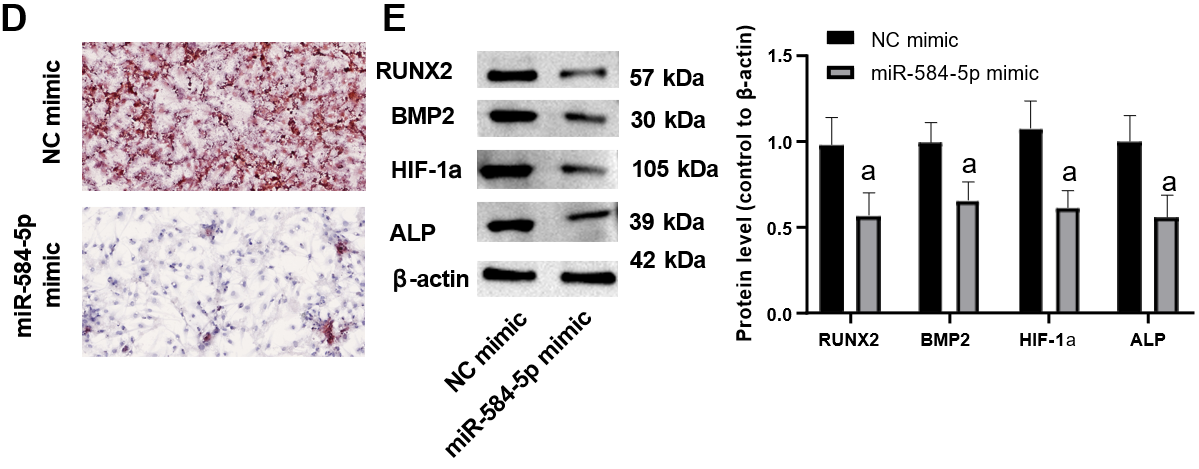 D
NC mimic
miR-584-5p
mimic
E
RUNX2
57 kDa
BMP2
30 kDa
HIF-1a
105 kDa
ALP
39 kDa
β-actin
42 kDa
NC mimic
miR-584-5p mimic
Protein level (control to β-actin)
1.5
1.0
0.5
0.0
NC mimic
miR-584-5p mimic
a
a
a
a
RUNX2
BMP2
HIF-1a
ALP